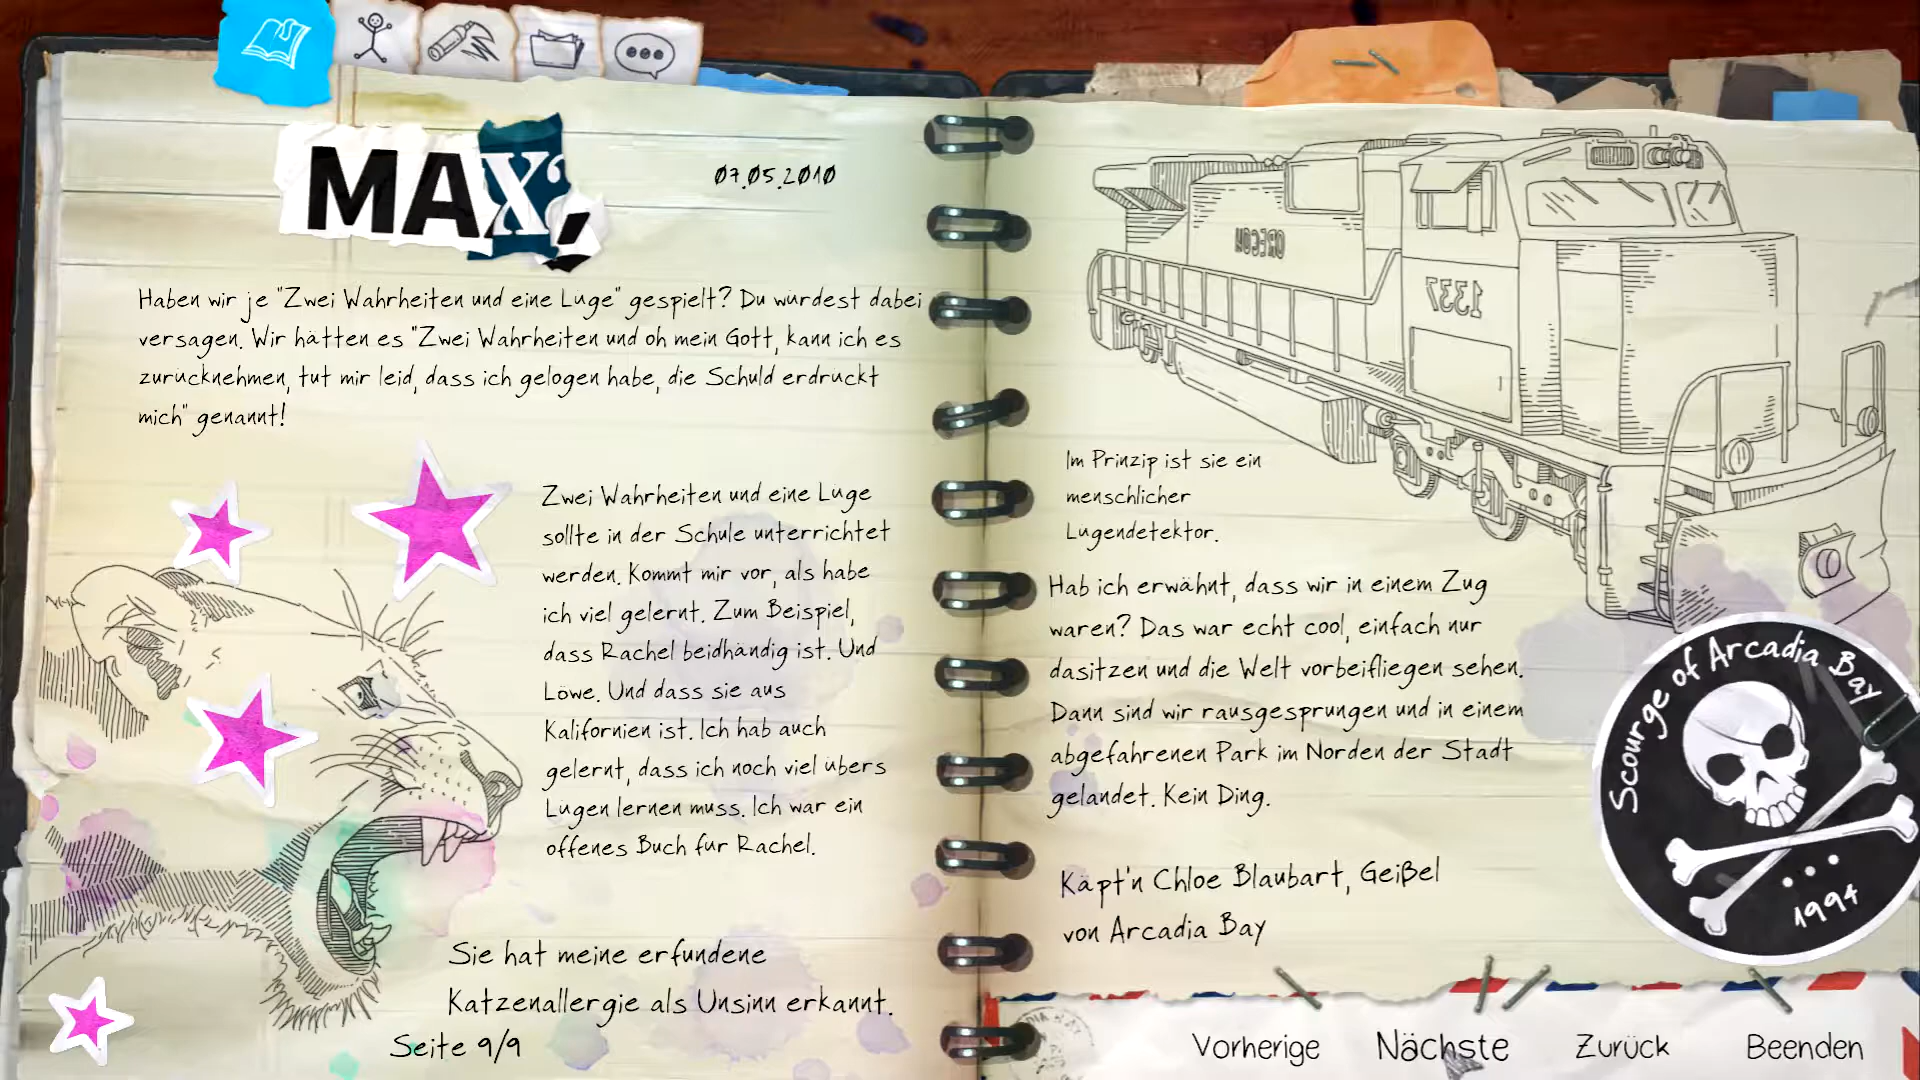 MAX,
07.05.2010
Haben wir je "Zwei Wahrheiten und eine Lüge" gespielt? Du würdest dabei
versagen. Wir hätten es "Zwei Wahrheiten und oh mein Gott, kann ich es
zurücknehmen, tut mir leid, dass ich gelogen habe, die Schuld erdrückt
mich" genannt!
Zwei Wahrheiten und eine Lüge
sollte in der Schule unterrichtet
werden. Kommt mir vor, als habe
ich viel gelernt. Zum Beispiel,
dass Rachel beidhändig ist. Und
Löwe. Und dass sie aus
Kalifornien ist. Ich hab auch
gelernt, dass ich noch viel übers
Lügen lernen muss. Ich war ein
offenes Buch für Rachel.
Sie hat meine erfundene
Katzenallergie als Unsinn erkannt.
Seite 9/9
OREGON
1337
Im Prinzip ist sie ein
menschlicher
Lügendetektor.
Hab ich erwähnt, dass wir in einem Zug
waren? Das war echt cool, einfach nur
dasitzen und die Welt vorbeifliegen sehen.
Dann sind wir rausgesprungen und in einem
abgefahrenen Park im Norden der Stadt
gelandet. Kein Ding.
Käpt'n Chloe Blaubart, Geißel
von Arcadia Bay
Scourge of Arcadia Bay
1994
Vorherige Nächste Zurück Beenden